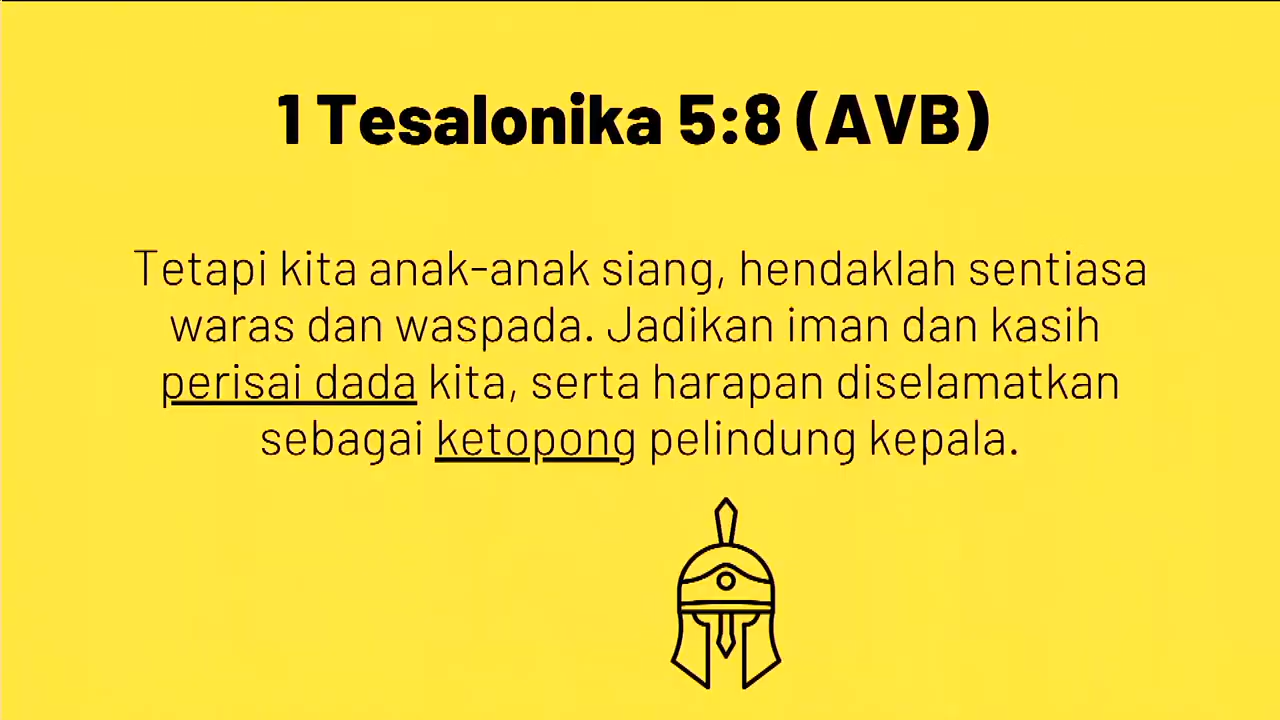 1 Tesalonika 5:8 (AVB)
Tetapi kita anak-anak siang, hendaklah sentiasa
waras dan waspada. Jadikan iman dan kasih
perisai dada kita, serta harapan diselamatkan
sebagai ketopong pelindung kepala.